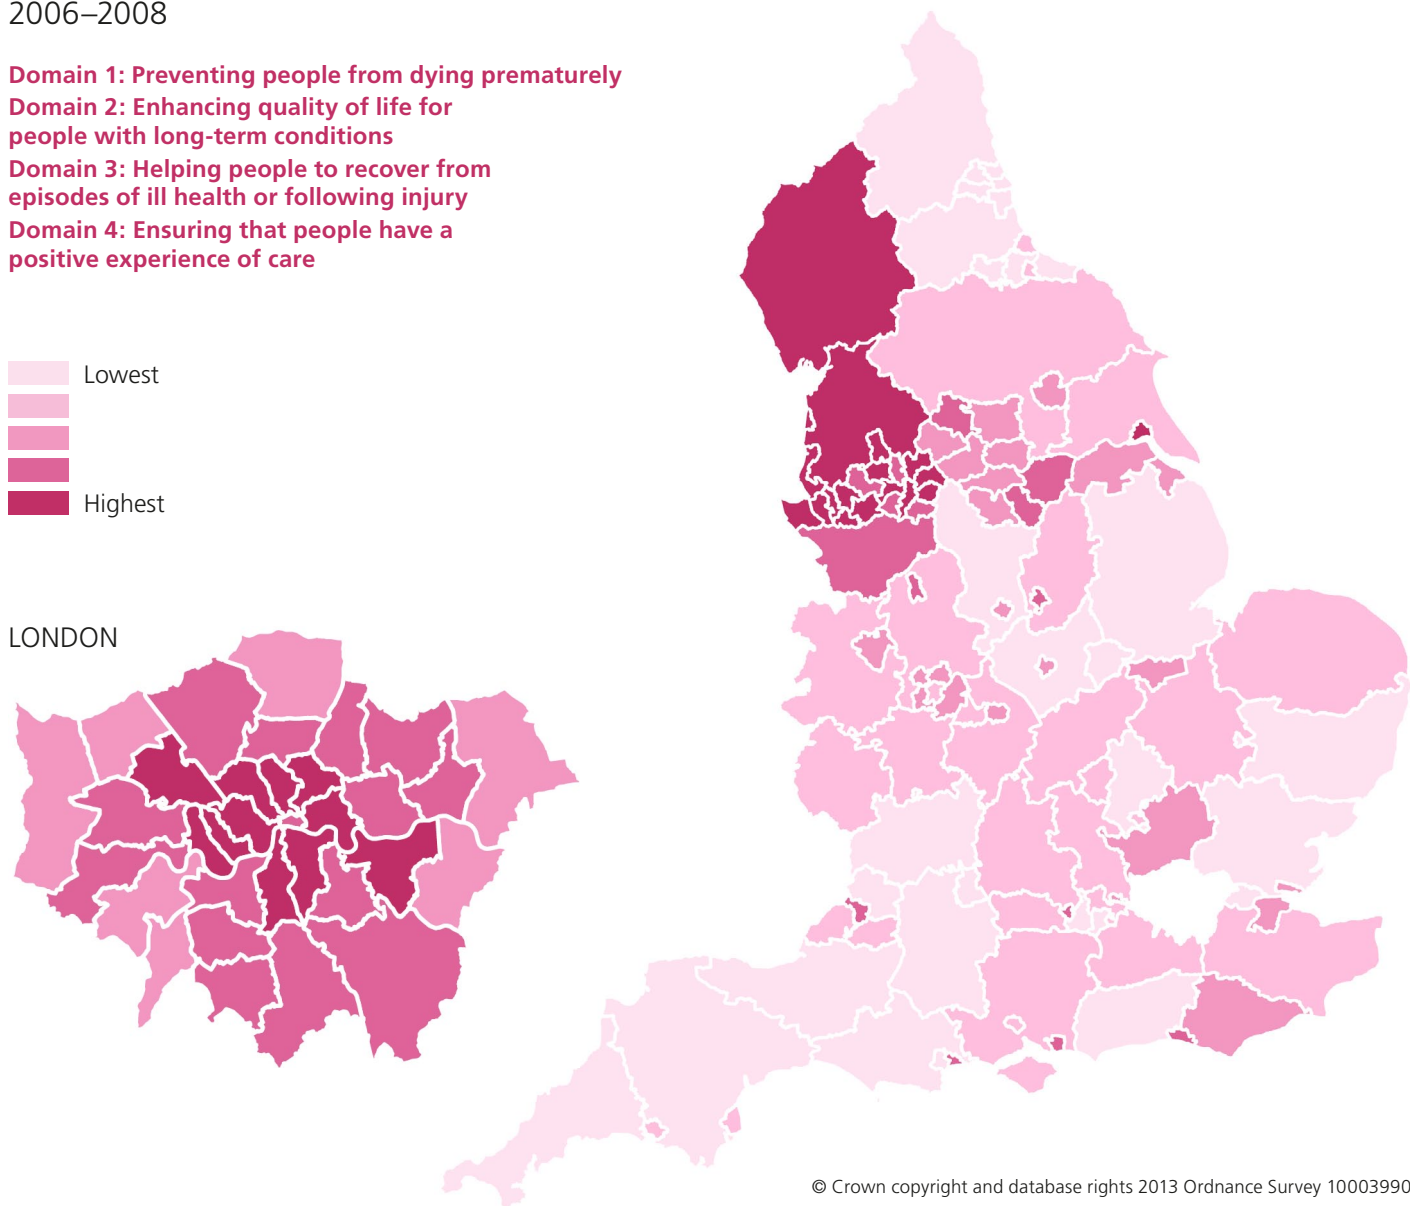 2006–2008
Domain 1: Preventing people from dying prematurely
Domain 2: Enhancing quality of life for
people with long-term conditions
Domain 3: Helping people to recover from
episodes of ill health or following injury
Domain 4: Ensuring that people have a
positive experience of care
Lowest
Highest
LONDON
© Crown copyright and database rights 2013 Ordnance Survey 10003990